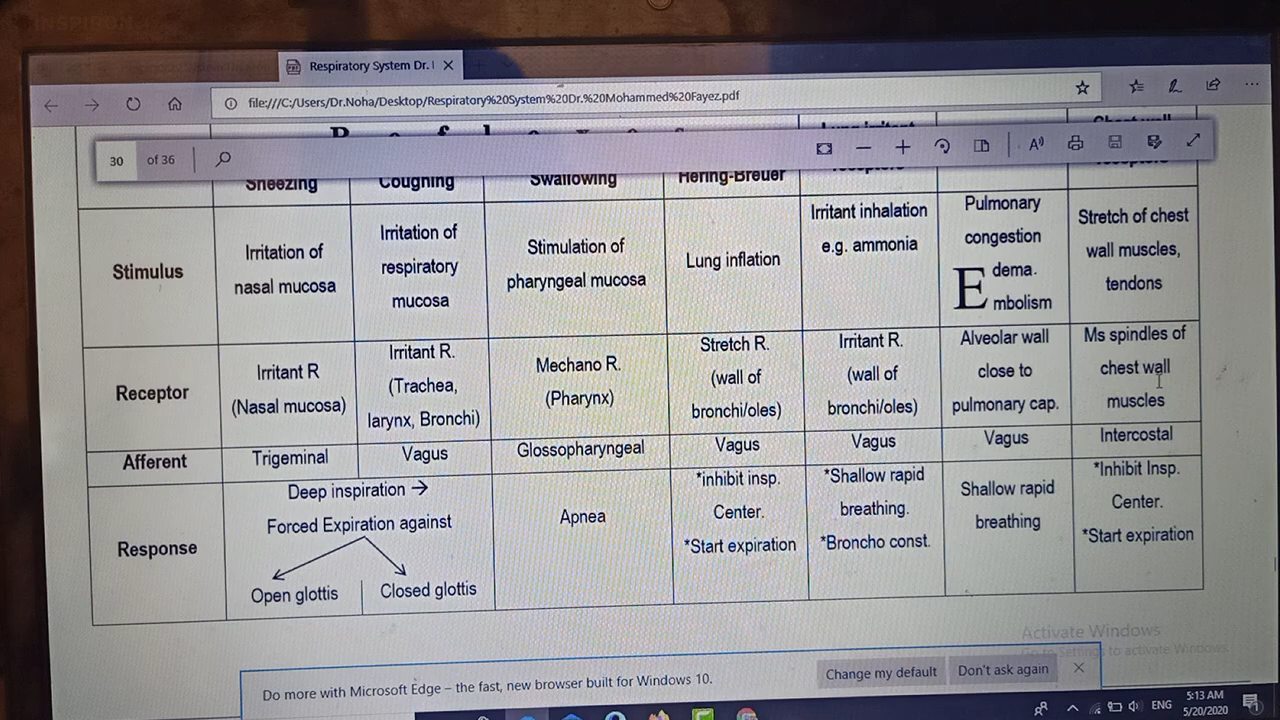 INSPIRON
Respiratory System Dr. I
file:///C:/Users/Dr.Noha/Desktop/Respiratory%20System%20Dr.%20Mohammed%20Fayez.pdf
30 of 36
Sneezing Coughing Swallowing Hering-Breuer
Stimulus
Irritation of
nasal mucosa
Irritation of
respiratory
mucosa
Stimulation of
pharyngeal mucosa
Lung inflation
Irritant inhalation
e.g. ammonia
Pulmonary
congestion
E dema.
mbolism
Stretch of chest
wall muscles,
tendons
Receptor
Irritant R
(Nasal mucosa)
Irritant R.
(Trachea,
larynx, Bronchi)
Mechano R.
(Pharynx)
Stretch R.
(wall of
bronchi/oles)
Irritant R.
(wall of
bronchi/oles)
Alveolar wall
close to
pulmonary cap.
Ms spindles of
chest wall
muscles
Afferent Trigeminal Vagus Glossopharyngeal Vagus Vagus Vagus Intercostal
Response
Deep inspiration →
Forced Expiration against
Open glottis Closed glottis
Apnea
*inhibit insp.
Center.
*Start expiration
*Shallow rapid
breathing.
*Broncho const.
Shallow rapid
breathing
*Inhibit Insp.
Center.
*Start expiration
Activate Windows
Go to Settings to activate Windows.
Do more with Microsoft Edge – the fast, new browser built for Windows 10.
Change my default
Don't ask again
ENG
5:13 AM
5/20/2020